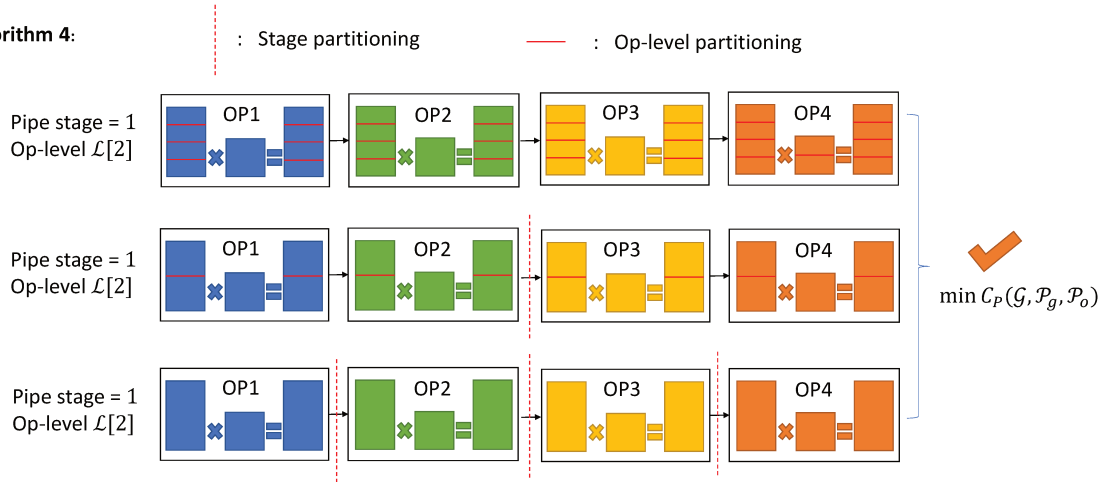 orithm 4:
: Stage partitioning
: Op-level partitioning
Pipe stage = 1
Op-level ℒ[2]
OP1
OP2
OP3
OP4
Pipe stage = 1
Op-level ℒ[2]
OP1
OP2
OP3
OP4
min C_P(𝒢, 𝒫_g, 𝒫_o)
Pipe stage = 1
Op-level ℒ[2]
OP1
OP2
OP3
OP4